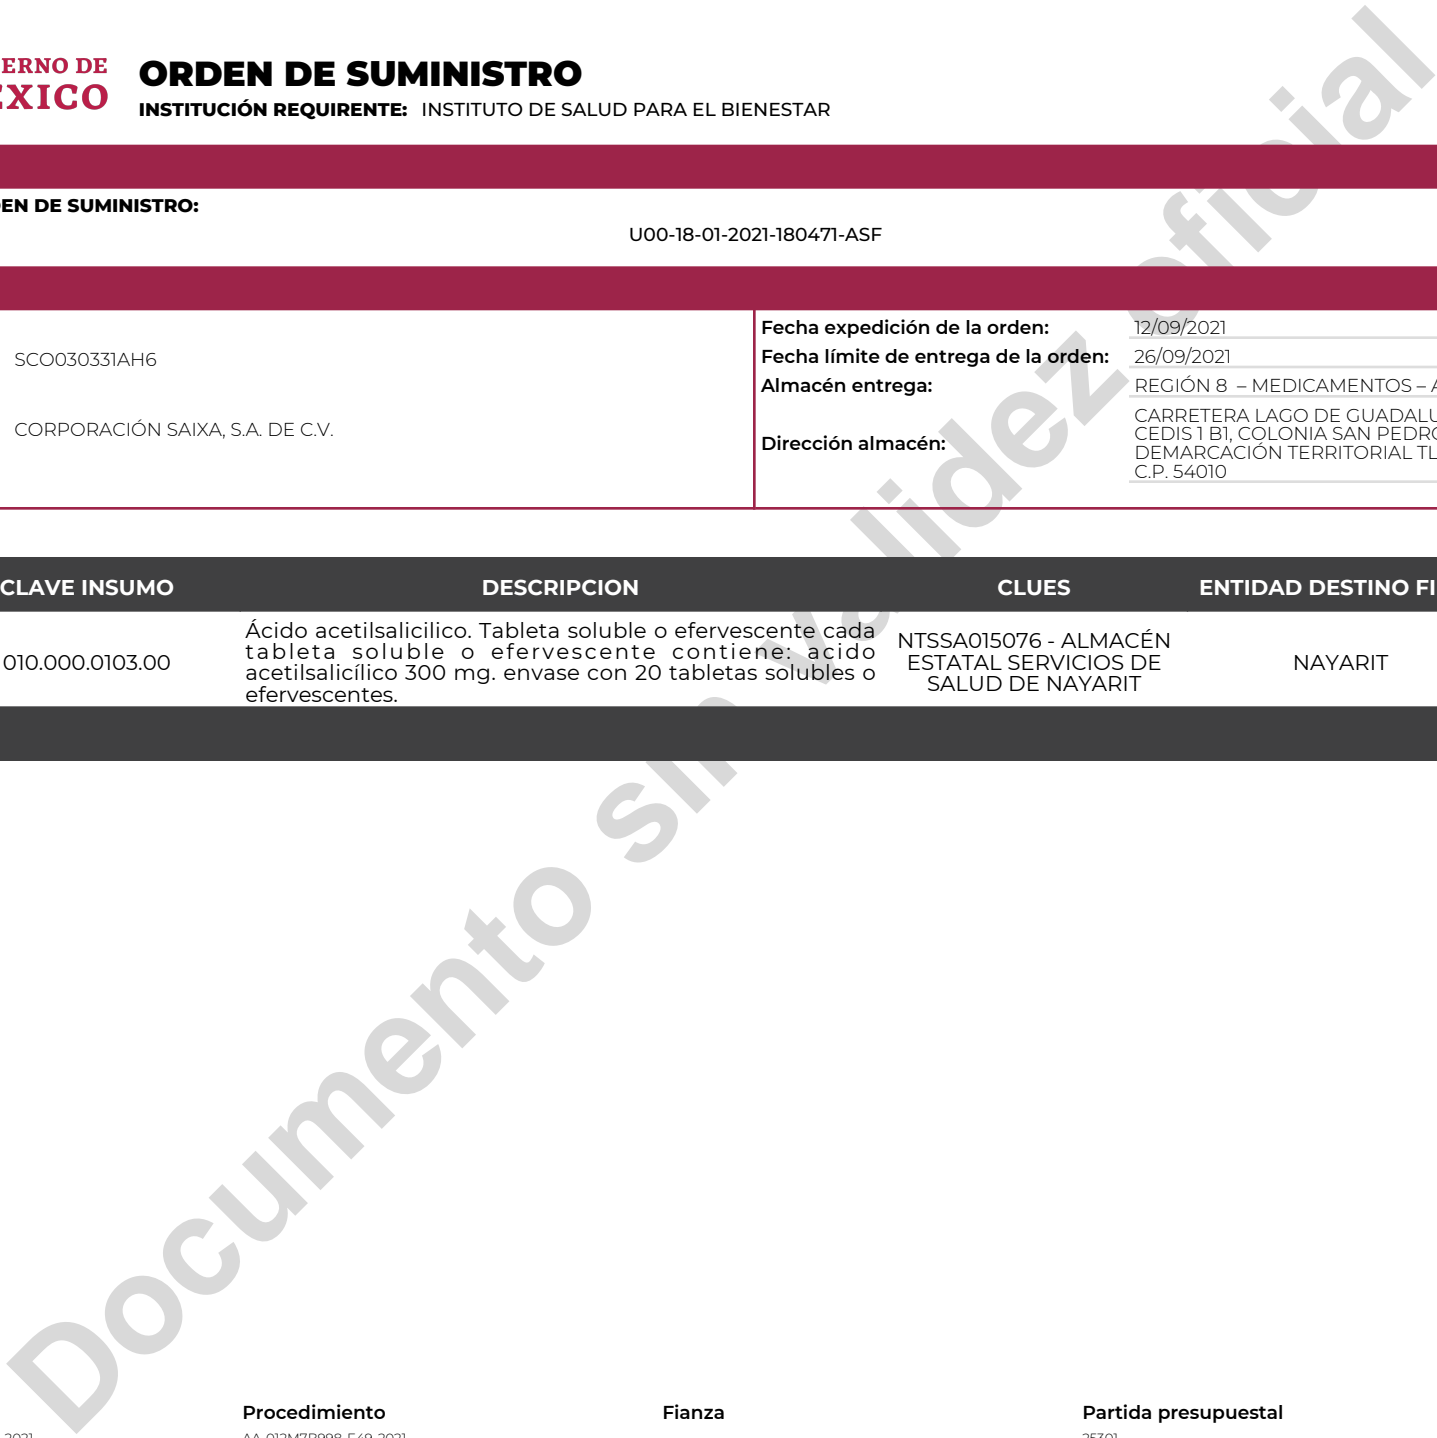 ERNO DE
XICO
ORDEN DE SUMINISTRO
INSTITUCIÓN REQUIRENTE: INSTITUTO DE SALUD PARA EL BIENESTAR
EN DE SUMINISTRO:
U00-18-01-2021-180471-ASF
SCO030331AH6
CORPORACIÓN SAIXA, S.A. DE C.V.
Fecha expedición de la orden: 12/09/2021
Fecha límite de entrega de la orden: 26/09/2021
Almacén entrega: REGIÓN 8 – MEDICAMENTOS – A
Dirección almacén:
CARRETERA LAGO DE GUADALU
CEDIS 1 B1, COLONIA SAN PEDRO
DEMARCACIÓN TERRITORIAL TL
C.P. 54010
CLAVE INSUMO DESCRIPCION CLUES ENTIDAD DESTINO FI
010.000.0103.00
Ácido acetilsalicilico. Tableta soluble o efervescente cada
tableta soluble o efervescente contiene: acido
acetilsalicílico 300 mg. envase con 20 tabletas solubles o
efervescentes.
NTSSA015076 - ALMACÉN
ESTATAL SERVICIOS DE
SALUD DE NAYARIT
NAYARIT
Documento sin validez oficial
Procedimiento Fianza Partida presupuestal